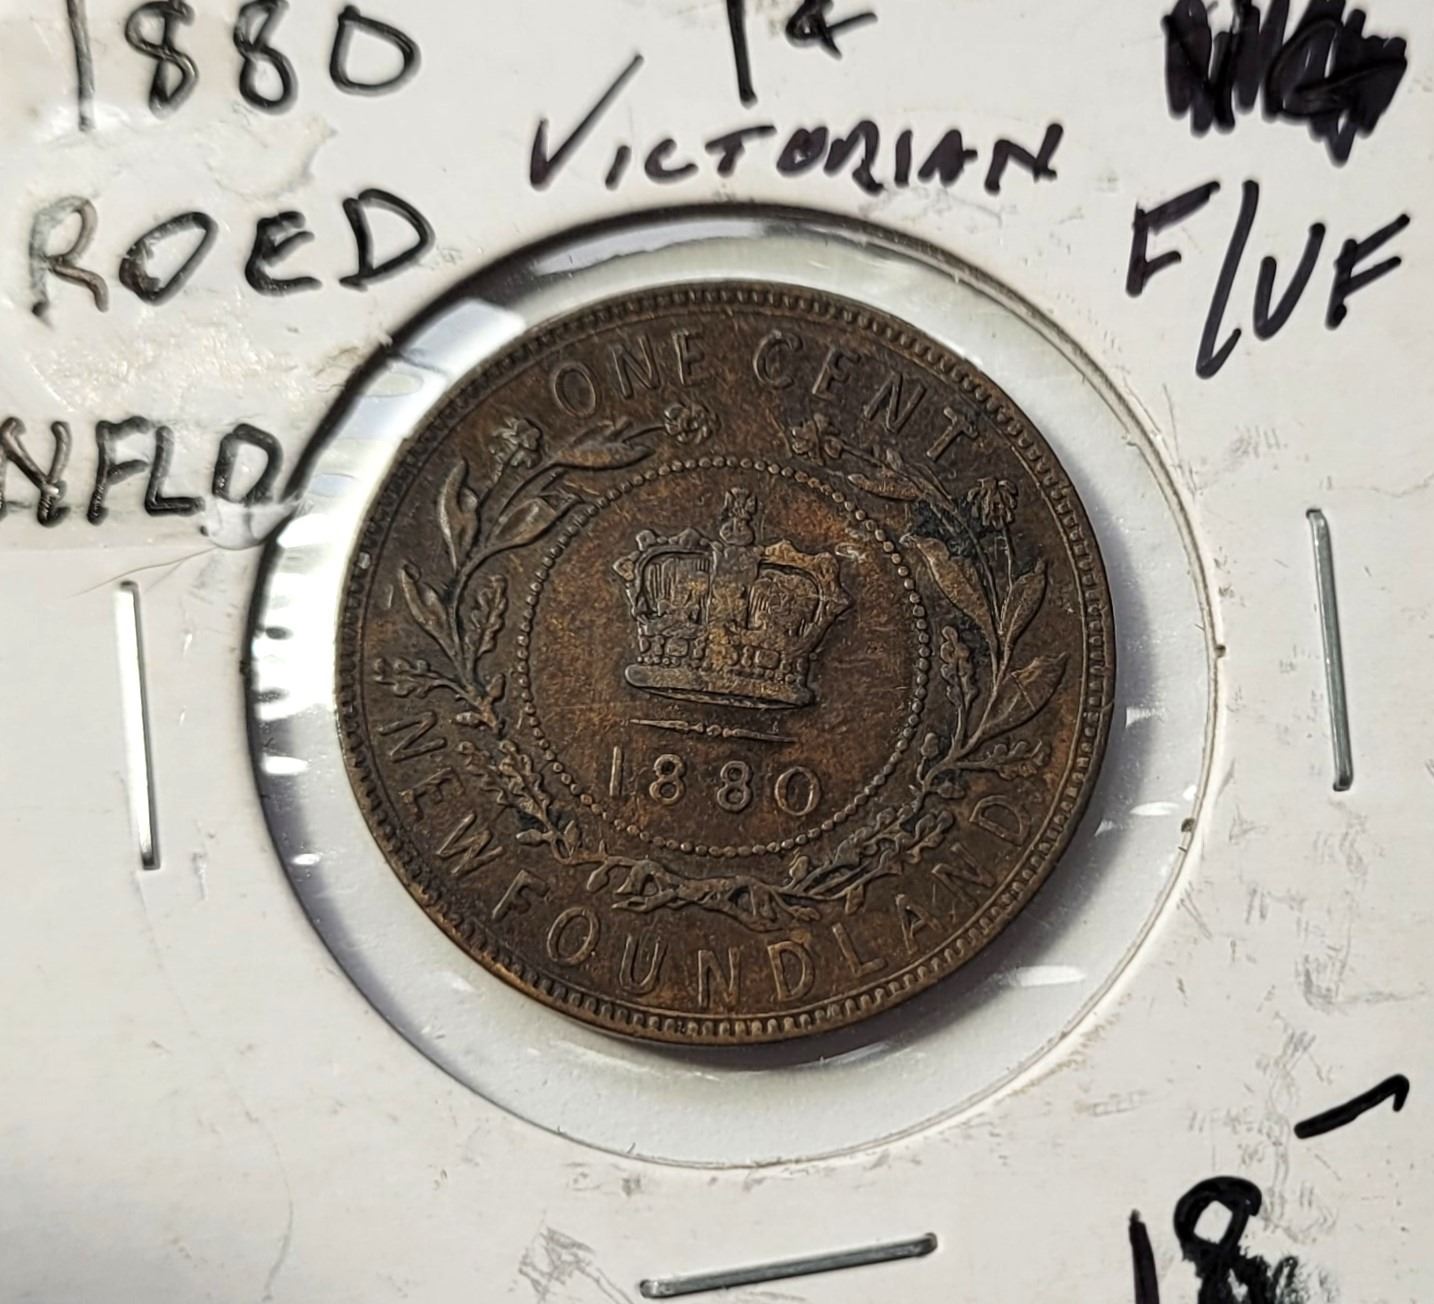 1880
1¢
VICTORIAN
ROED
F/VF
NFLD
ONE CENT
1880
NEWFOUNDLAND
18